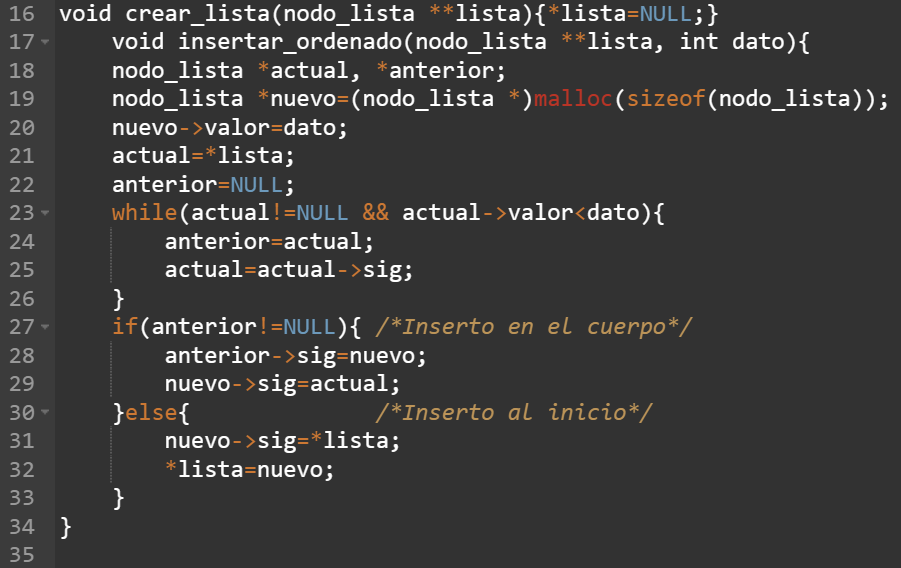 16 void crear_lista(nodo_lista **lista){*lista=NULL;}
17     void insertar_ordenado(nodo_lista **lista, int dato){
18     nodo_lista *actual, *anterior;
19     nodo_lista *nuevo=(nodo_lista *)malloc(sizeof(nodo_lista));
20     nuevo->valor=dato;
21     actual=*lista;
22     anterior=NULL;
23     while(actual!=NULL && actual->valor<dato){
24         anterior=actual;
25         actual=actual->sig;
26     }
27     if(anterior!=NULL){ /*Inserto en el cuerpo*/
28         anterior->sig=nuevo;
29         nuevo->sig=actual;
30     }else{              /*Inserto al inicio*/
31         nuevo->sig=*lista;
32         *lista=nuevo;
33     }
34 }
35